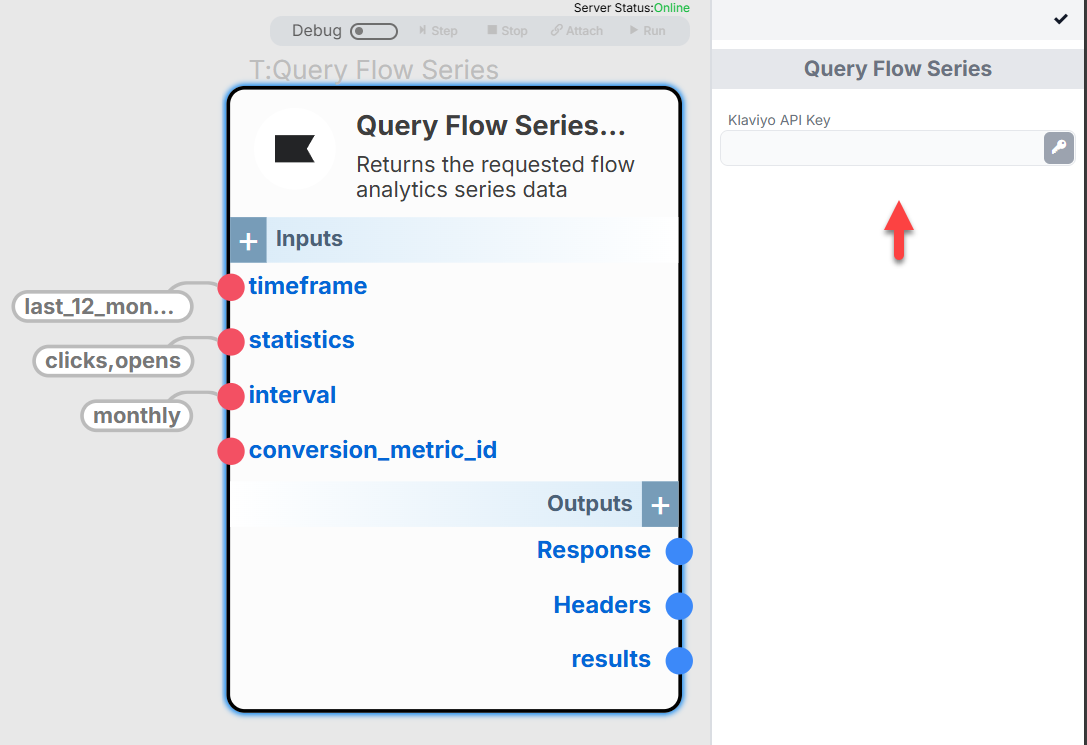 Server Status:Online
Debug Step Stop Attach Run
T:Query Flow Series
Query Flow Series...
Returns the requested flow
analytics series data
Inputs
timeframe
last_12_mon...
statistics
clicks,opens
interval
monthly
conversion_metric_id
Outputs
Response
Headers
results
Query Flow Series
Klaviyo API Key